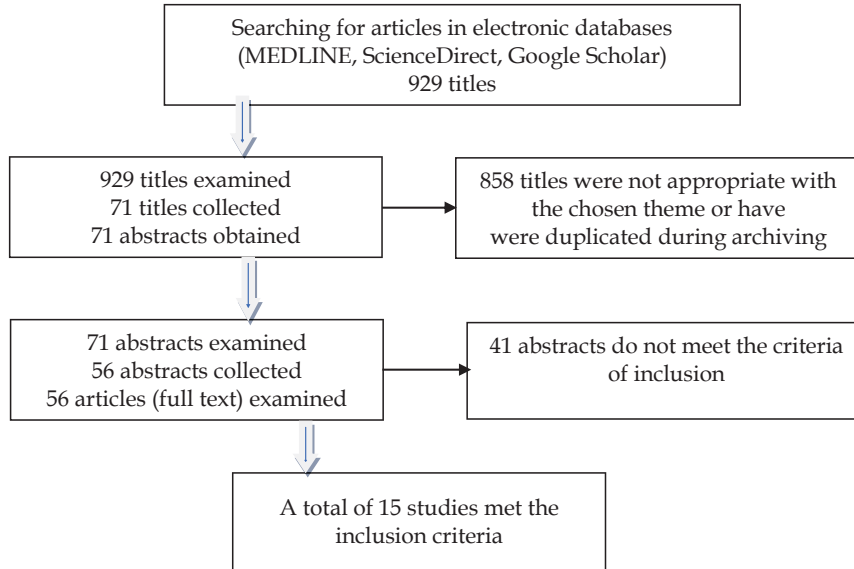 Searching for articles in electronic databases
(MEDLINE, ScienceDirect, Google Scholar)
929 titles
929 titles examined
71 titles collected
71 abstracts obtained
858 titles were not appropriate with
the chosen theme or have
were duplicated during archiving
71 abstracts examined
56 abstracts collected
56 articles (full text) examined
41 abstracts do not meet the criteria
of inclusion
A total of 15 studies met the
inclusion criteria